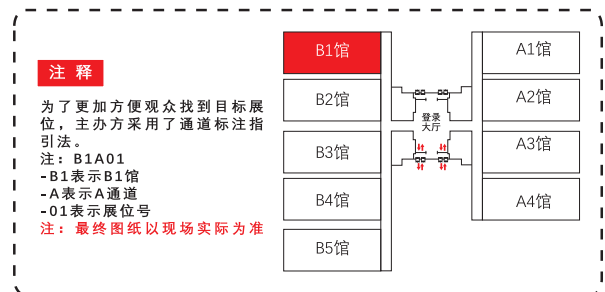 注 释
为了更加方便观众找到目标展
位，主办方采用了通道标注指
引法。
注：B1A01
-B1表示B1馆
-A表示A通道
-01表示展位号
注：最终图纸以现场实际为准
B1馆
B2馆
B3馆
B4馆
B5馆
登录
大厅
A1馆
A2馆
A3馆
A4馆